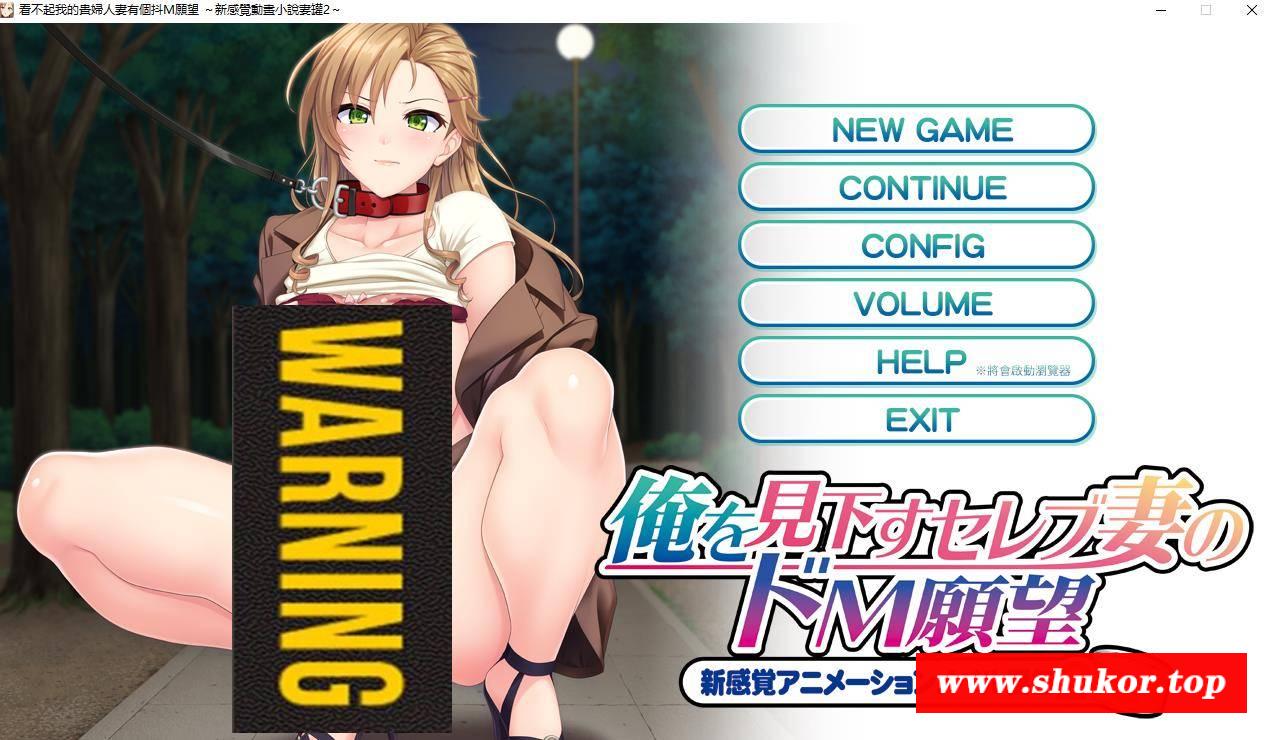 看不起我的貴婦人妻有個抖M願望 ～新感覺動畫小說妻罐2～
NEW GAME
CONTINUE
CONFIG
VOLUME
HELP ※將會啟動瀏覽器
EXIT
WARNING
俺を見下すセレブ妻の
ドM願望
新感覚アニメーション
www.shukor.top